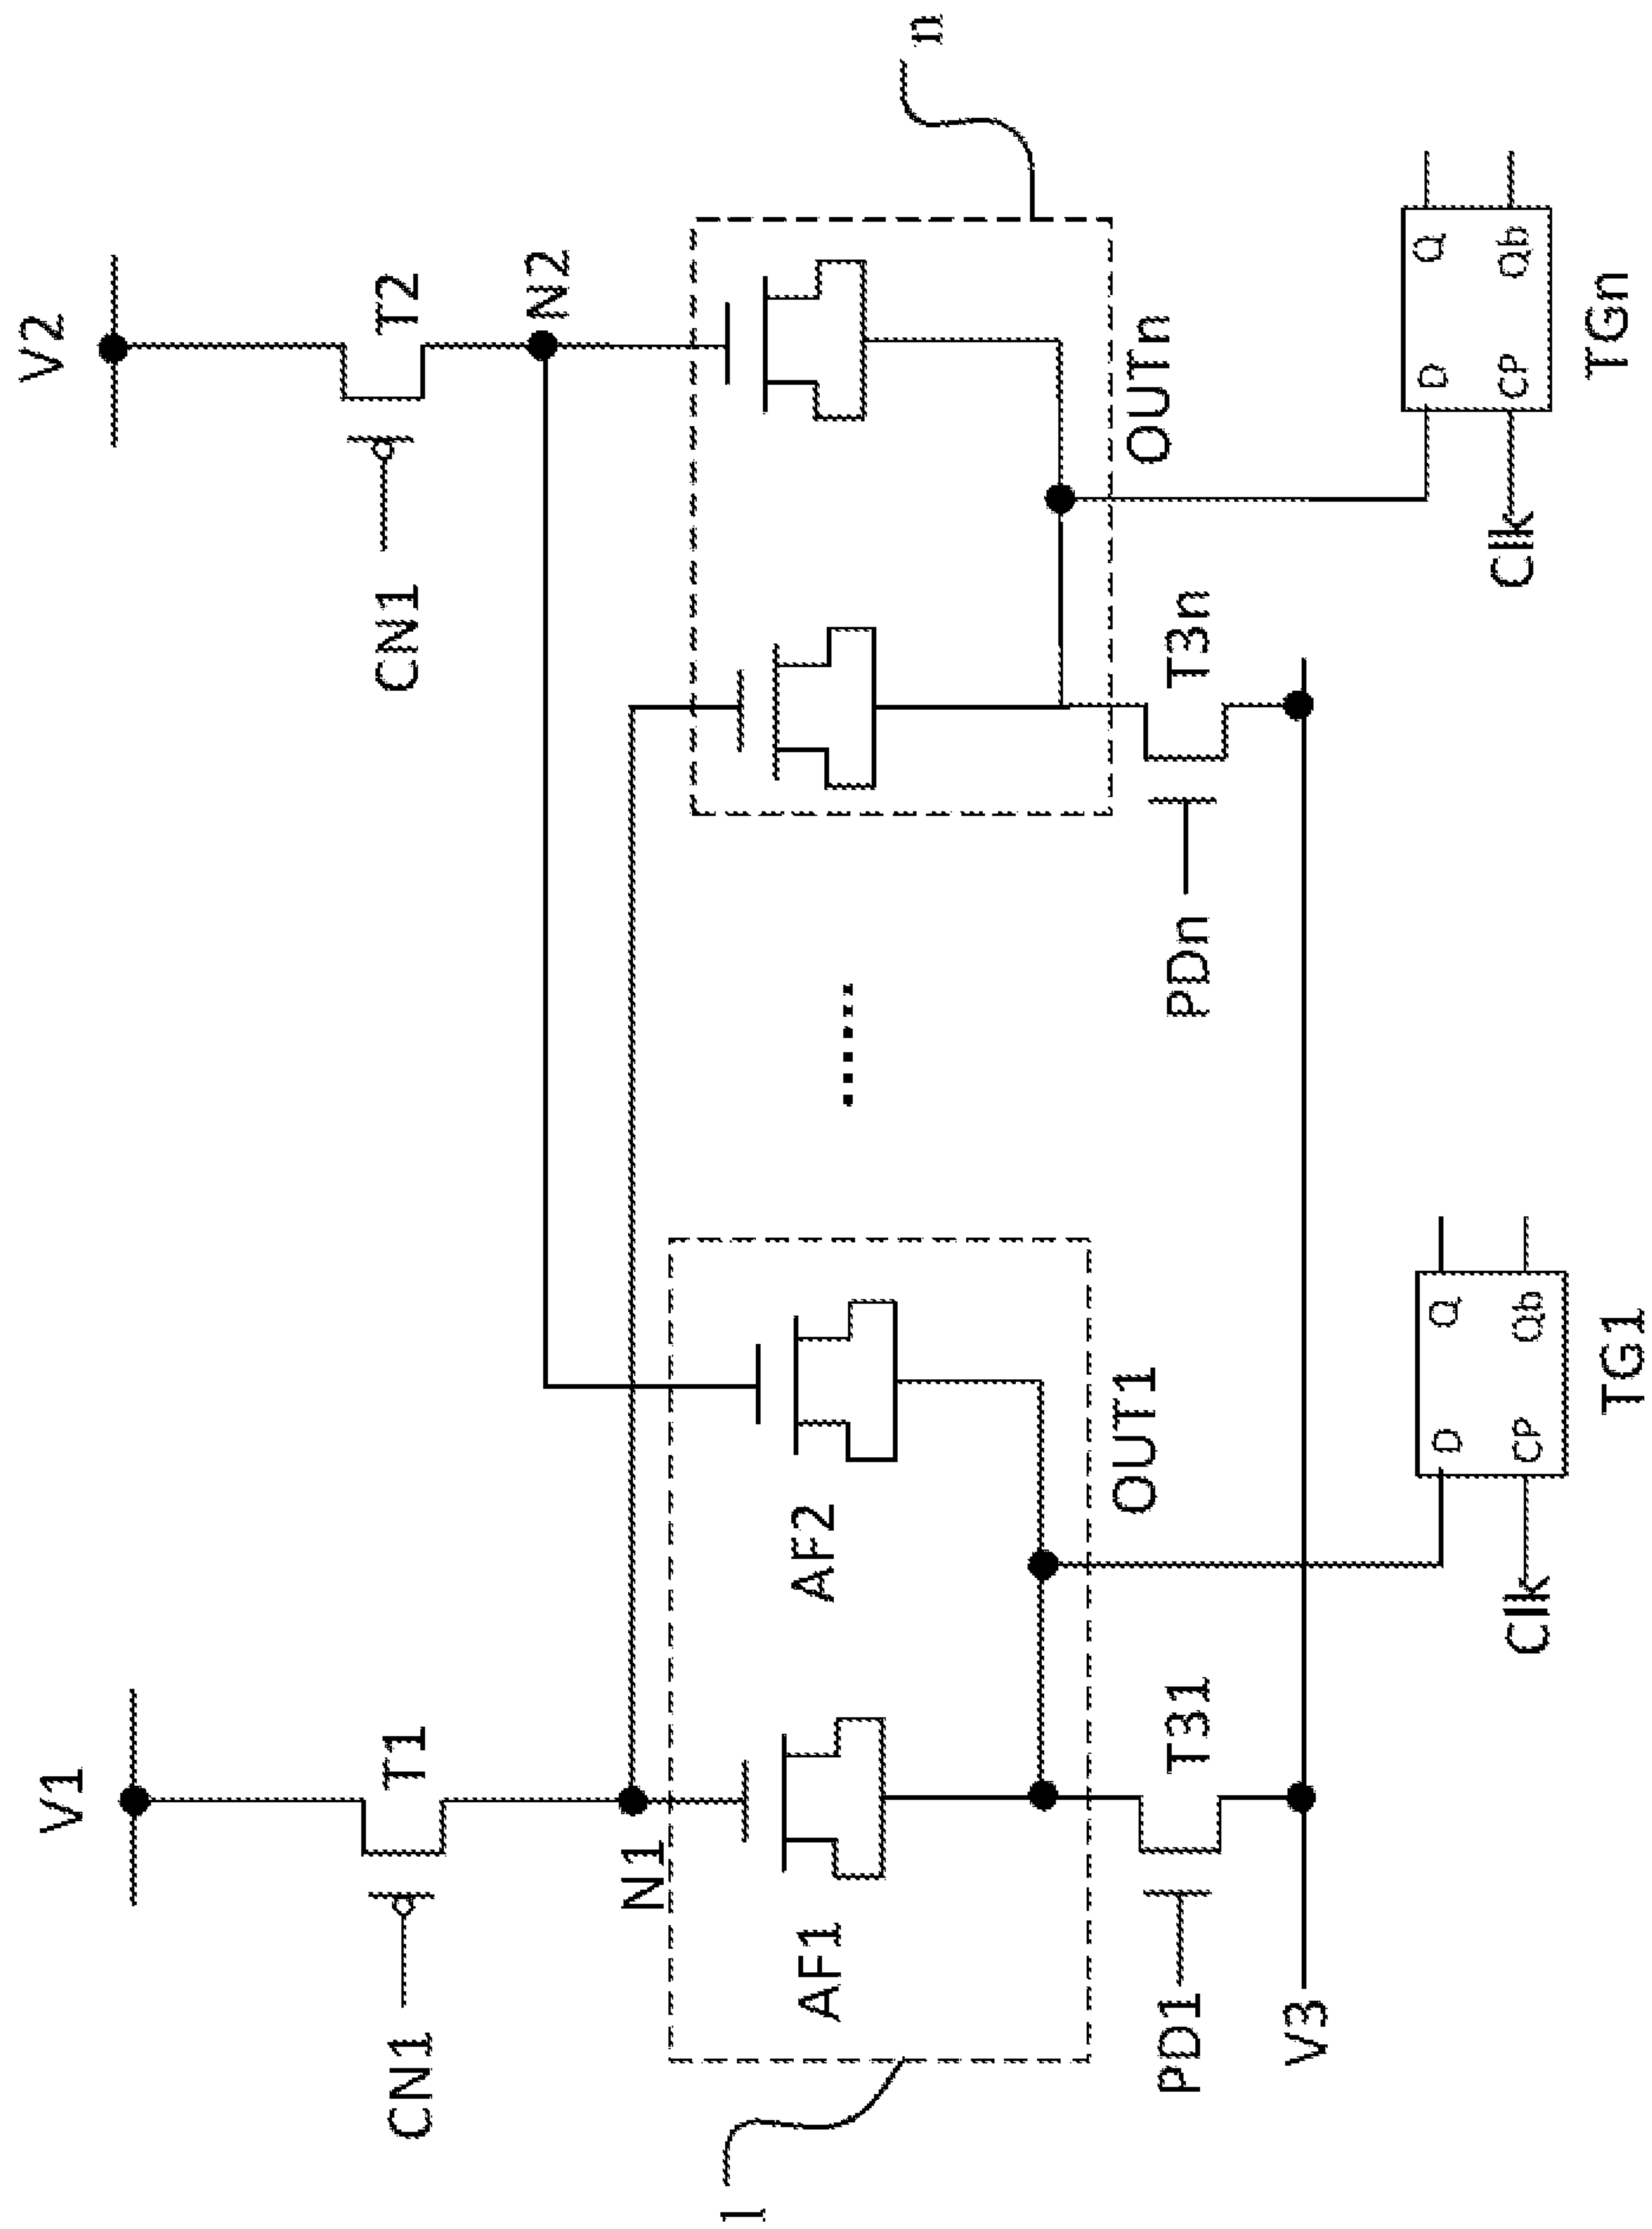 V1
V2
CN1
T1
CN1
T2
N1
N2
1
AF1
AF2
......
n
OUT1
OUTn
PD1
T31
PDn
T3n
V3
D
Q
CP
Qb
Clk
TG1
D
Q
CP
Qb
Clk
TGn